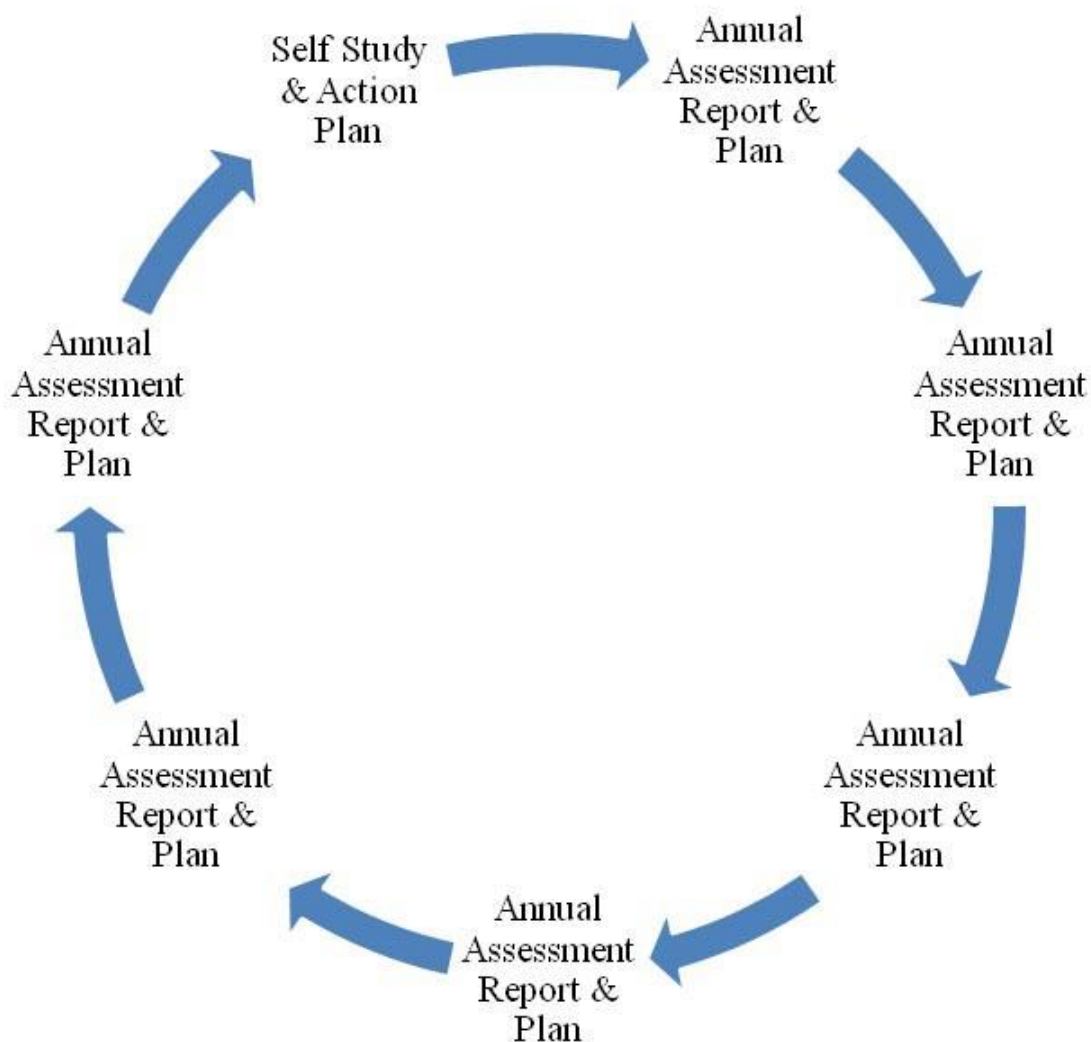 Self Study
& Action
Plan
Annual
Assessment
Report &
Plan
Annual
Assessment
Report &
Plan
Annual
Assessment
Report &
Plan
Annual
Assessment
Report &
Plan
Annual
Assessment
Report &
Plan
Annual
Assessment
Report &
Plan